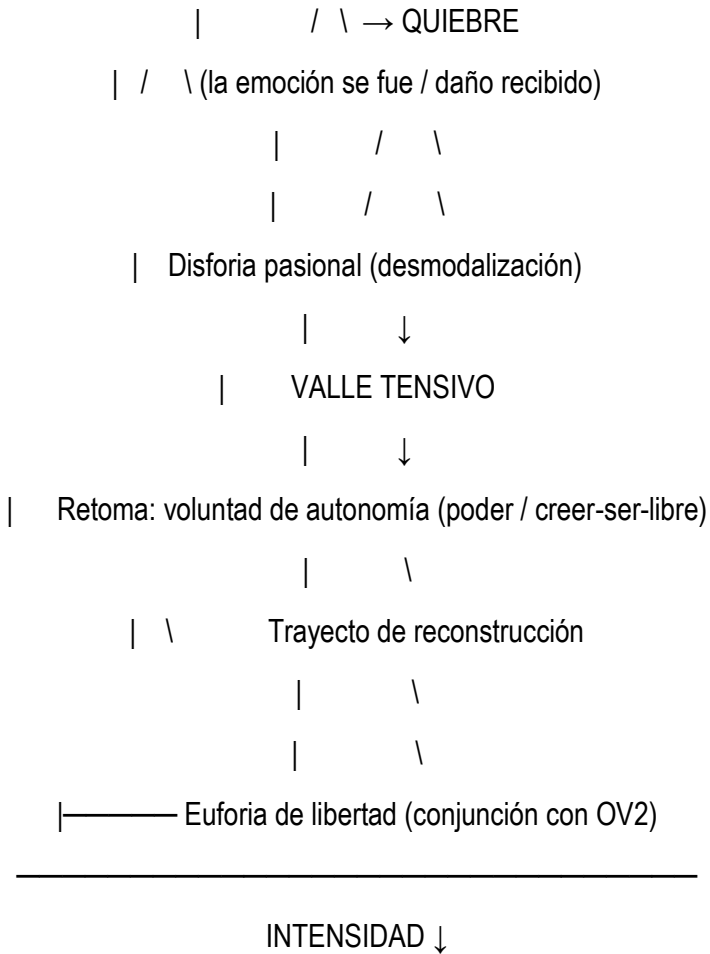 | / \ → QUIEBRE
| / \ (la emoción se fue / daño recibido)
| / \
| / \
| Disforia pasional (desmodalización)
| ↓
| VALLE TENSIVO
| ↓
| Retoma: voluntad de autonomía (poder / creer-ser-libre)
| \
| \ Trayecto de reconstrucción
| \
| \
|────── Euforia de libertad (conjunción con OV2)
────────────────────────────────────
INTENSIDAD ↓